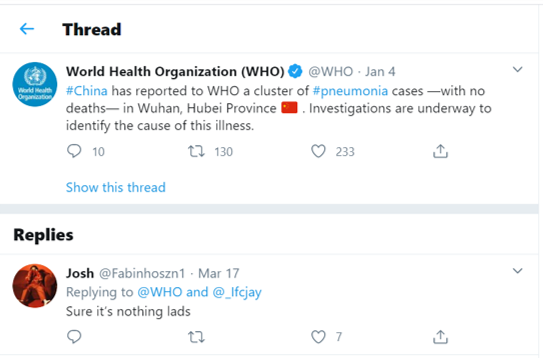 Thread
World Health Organization (WHO) @WHO · Jan 4
#China has reported to WHO a cluster of #pneumonia cases —with no
deaths— in Wuhan, Hubei Province 🇨🇳 . Investigations are underway to
identify the cause of this illness.
10 130 233
Show this thread
Replies
Josh @Fabinhoszn1 · Mar 17
Replying to @WHO and @_lfcjay
Sure it's nothing lads
7